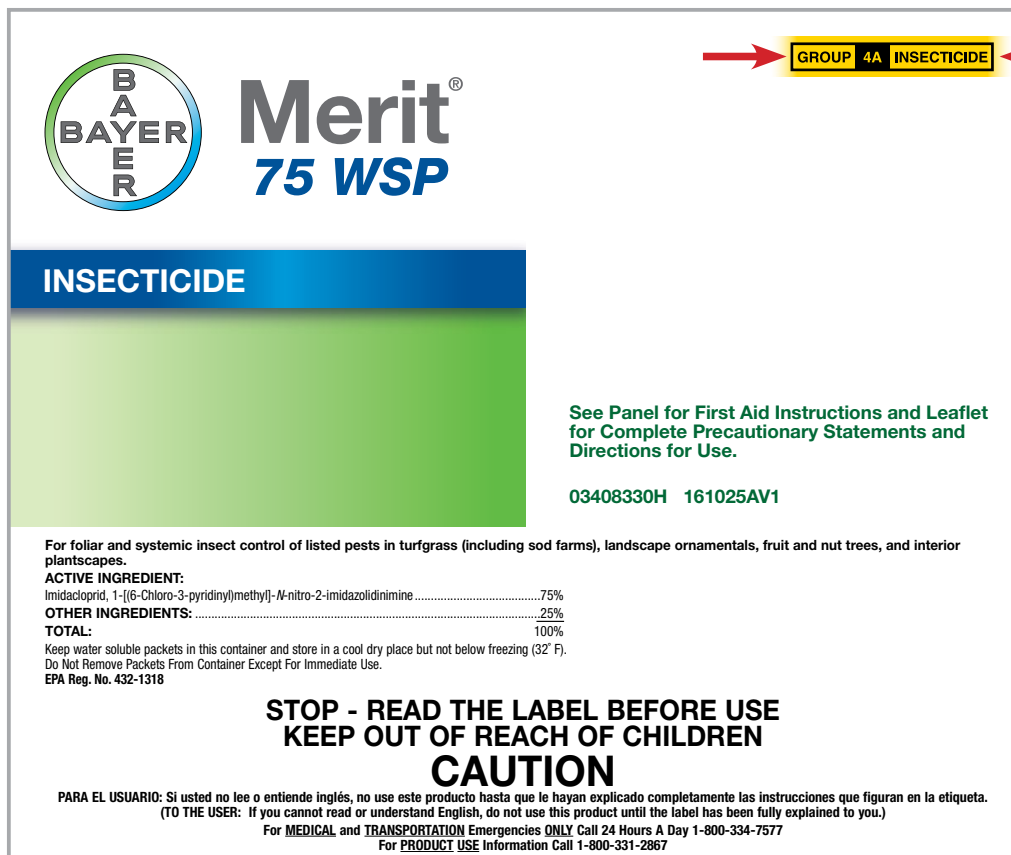 GROUP 4A INSECTICIDE
BAYER
BAYER
Merit®
75 WSP
INSECTICIDE
See Panel for First Aid Instructions and Leaflet
for Complete Precautionary Statements and
Directions for Use.
03408330H 161025AV1
For foliar and systemic insect control of listed pests in turfgrass (including sod farms), landscape ornamentals, fruit and nut trees, and interior
plantscapes.
ACTIVE INGREDIENT:
Imidacloprid, 1-[(6-Chloro-3-pyridinyl)methyl]-N-nitro-2-imidazolidinimine.......................................75%
OTHER INGREDIENTS: ...........................................................................................................25%
TOTAL: 100%
Keep water soluble packets in this container and store in a cool dry place but not below freezing (32° F).
Do Not Remove Packets From Container Except For Immediate Use.
EPA Reg. No. 432-1318
STOP - READ THE LABEL BEFORE USE
KEEP OUT OF REACH OF CHILDREN
CAUTION
PARA EL USUARIO: Si usted no lee o entiende inglés, no use este producto hasta que le hayan explicado completamente las instrucciones que figuran en la etiqueta.
(TO THE USER: If you cannot read or understand English, do not use this product until the label has been fully explained to you.)
For MEDICAL and TRANSPORTATION Emergencies ONLY Call 24 Hours A Day 1-800-334-7577
For PRODUCT USE Information Call 1-800-331-2867